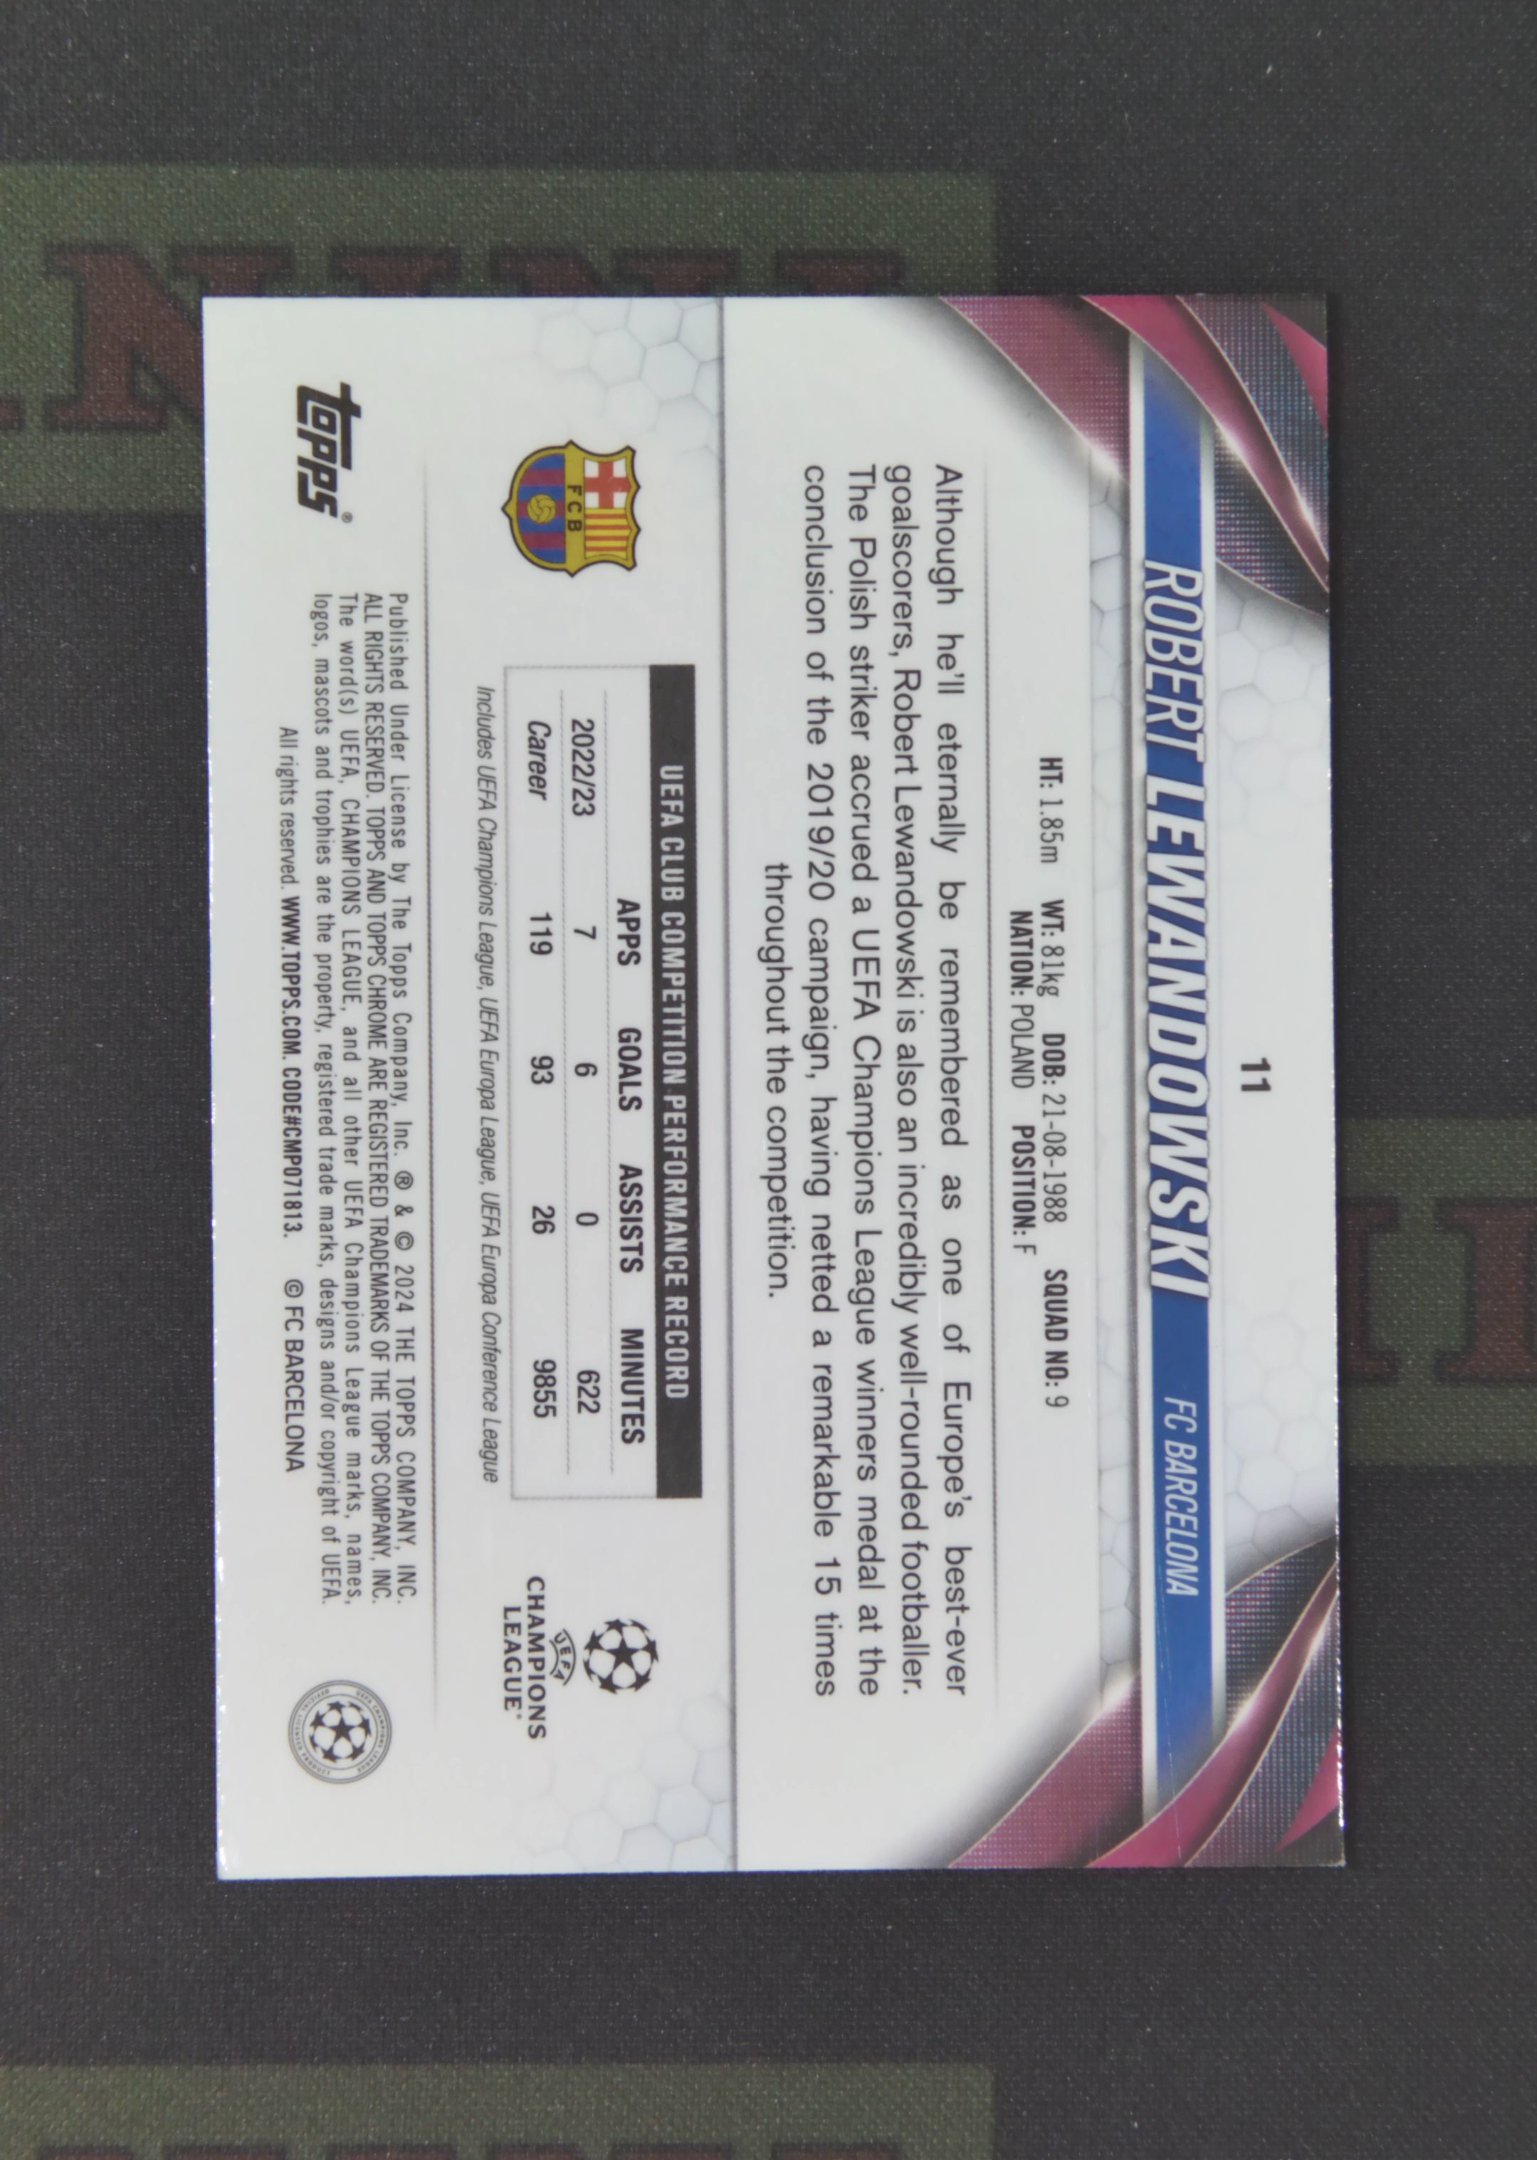 11
ROBERT LEWANDOWSKI FC BARCELONA
HT: 1.85m WT: 81kg DOB: 21-08-1988 SQUAD NO: 9
NATION: POLAND POSITION: F
Although he'll eternally be remembered as one of Europe's best-ever
goalscorers, Robert Lewandowski is also an incredibly well-rounded footballer.
The Polish striker accrued a UEFA Champions League winners medal at the
conclusion of the 2019/20 campaign, having netted a remarkable 15 times
throughout the competition.
UEFA CLUB COMPETITION PERFORMANCE RECORD
APPS GOALS ASSISTS MINUTES
2022/23 7 6 0 622
Career 119 93 26 9855
Includes UEFA Champions League, UEFA Europa League, UEFA Europa Conference League
FCB
UEFA
CHAMPIONS
LEAGUE
topps®
Published Under License by The Topps Company, Inc. ® & © 2024 THE TOPPS COMPANY, INC.
ALL RIGHTS RESERVED. TOPPS AND TOPPS CHROME ARE REGISTERED TRADEMARKS OF THE TOPPS COMPANY, INC.
The word(s) UEFA, CHAMPIONS LEAGUE, and all other UEFA Champions League marks, names,
logos, mascots and trophies are the property, registered trade marks, designs and/or copyright of UEFA.
All rights reserved. WWW.TOPPS.COM. CODE#CMP071813. © FC BARCELONA